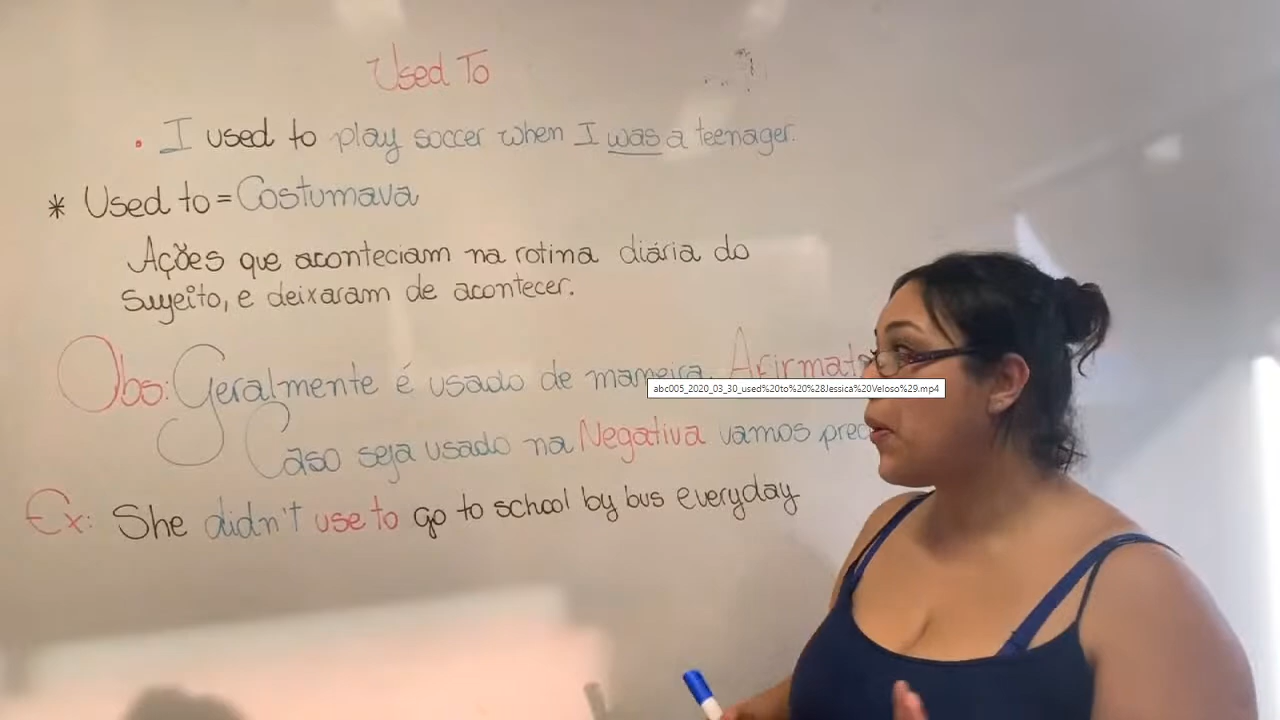 Used To
• I used to play soccer when I was a teenager.
* Used to = Costumava
Ações que aconteciam na rotina diária do
sujeito, e deixaram de acontecer.
Obs: Geralmente é usado de maneira
abc005_2020_03_30_used%20to%20%28Jessica%20Veloso%29.mp4
Caso seja usado na Negativa vamos
Ex: She didn't use to go to school by bus everyday